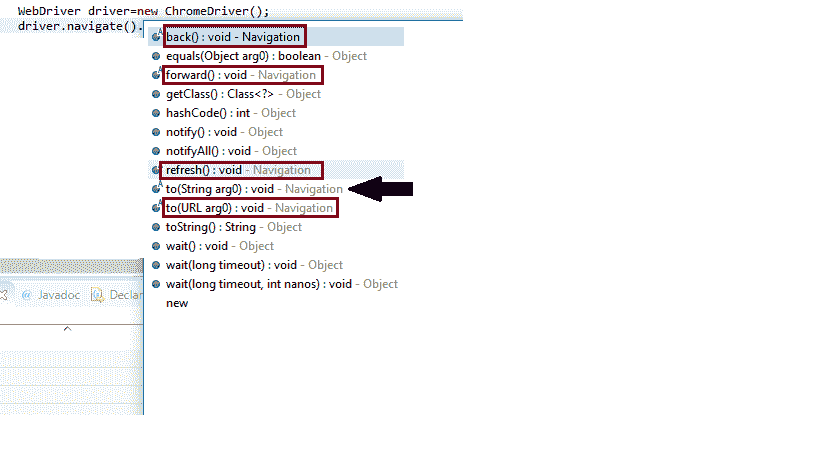 WebDriver driver=new ChromeDriver();
driver.navigate().
back() : void - Navigation
equals(Object arg0) : boolean - Object
forward() : void - Navigation
getClass() : Class<?> - Object
hashCode() : int - Object
notify() : void - Object
notifyAll() : void - Object
refresh() : void - Navigation
to(String arg0) : void - Navigation
to(URL arg0) : void - Navigation
toString() : String - Object
wait() : void - Object
wait(long timeout) : void - Object
wait(long timeout, int nanos) : void - Object
new
@ Javadoc Declar